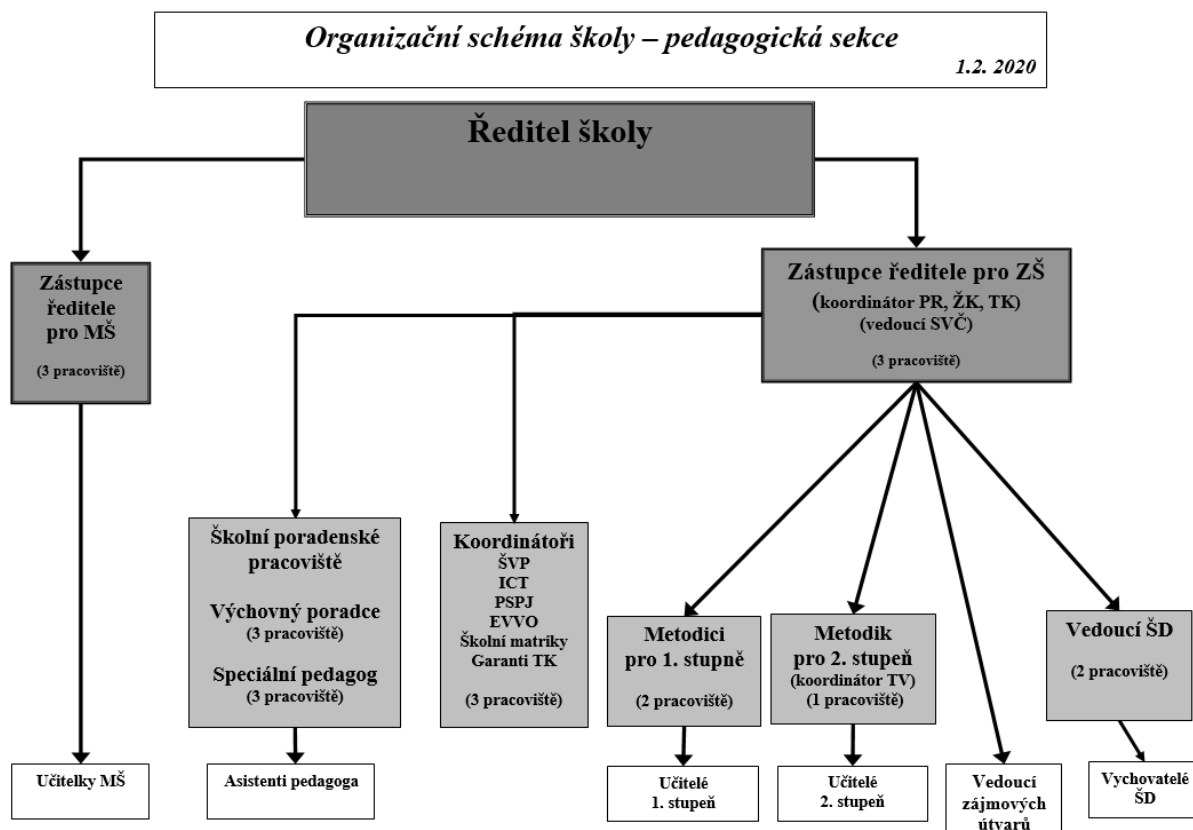 Organizační schéma školy – pedagogická sekce
1.2. 2020
Ředitel školy
Zástupce
ředitele
pro MŠ
(3 pracoviště)
Zástupce ředitele pro ZŠ
(koordinátor PR, ŽK, TK)
(vedoucí SVČ)
(3 pracoviště)
Školní poradenské
pracoviště
Výchovný poradce
(3 pracoviště)
Speciální pedagog
(3 pracoviště)
Koordinátoři
ŠVP
ICT
PSPJ
EVVO
Školní matriky
Garanti TK
(3 pracoviště)
Metodici
pro 1. stupně
(2 pracoviště)
Metodik
pro 2. stupeň
(koordinátor TV)
(1 pracoviště)
Vedoucí ŠD
(2 pracoviště)
Učitelky MŠ
Asistenti pedagoga
Učitelé
1. stupeň
Učitelé
2. stupeň
Vedoucí
zájmových
útvarů
Vychovatelé
ŠD